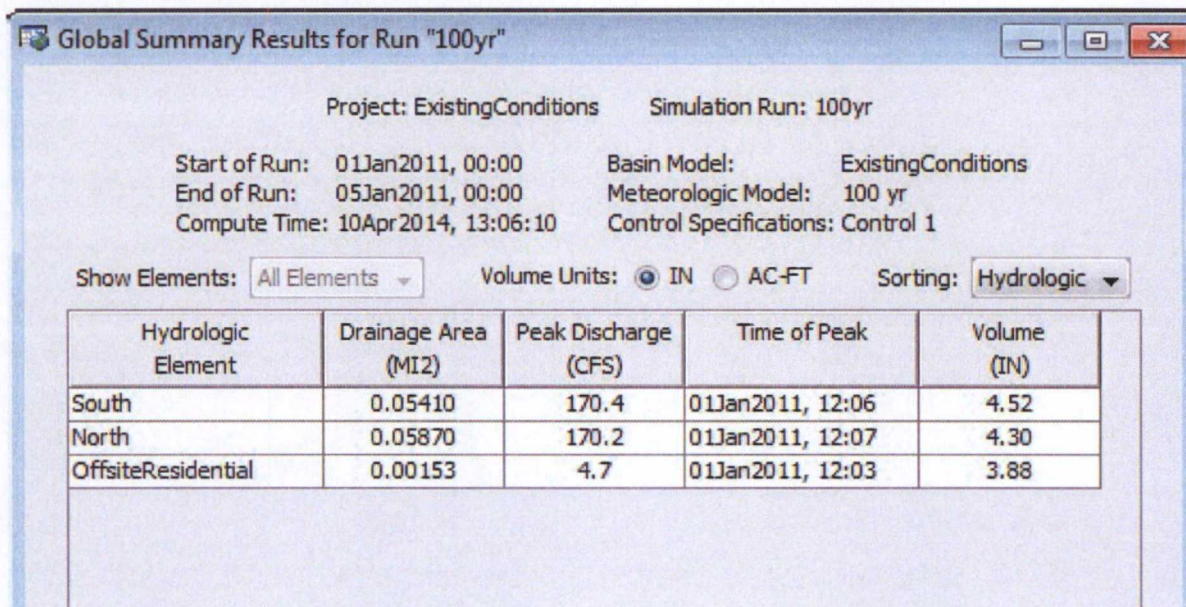 Global Summary Results for Run "100yr"
Project: ExistingConditions Simulation Run: 100yr
Start of Run: 01Jan2011, 00:00 Basin Model: ExistingConditions
End of Run: 05Jan2011, 00:00 Meteorologic Model: 100 yr
Compute Time: 10Apr2014, 13:06:10 Control Specifications: Control 1
Show Elements: All Elements Volume Units: IN AC-FT Sorting: Hydrologic
Hydrologic Element Drainage Area (MI2) Peak Discharge (CFS) Time of Peak Volume (IN)
South 0.05410 170.4 01Jan2011, 12:06 4.52
North 0.05870 170.2 01Jan2011, 12:07 4.30
OffsiteResidential 0.00153 4.7 01Jan2011, 12:03 3.88